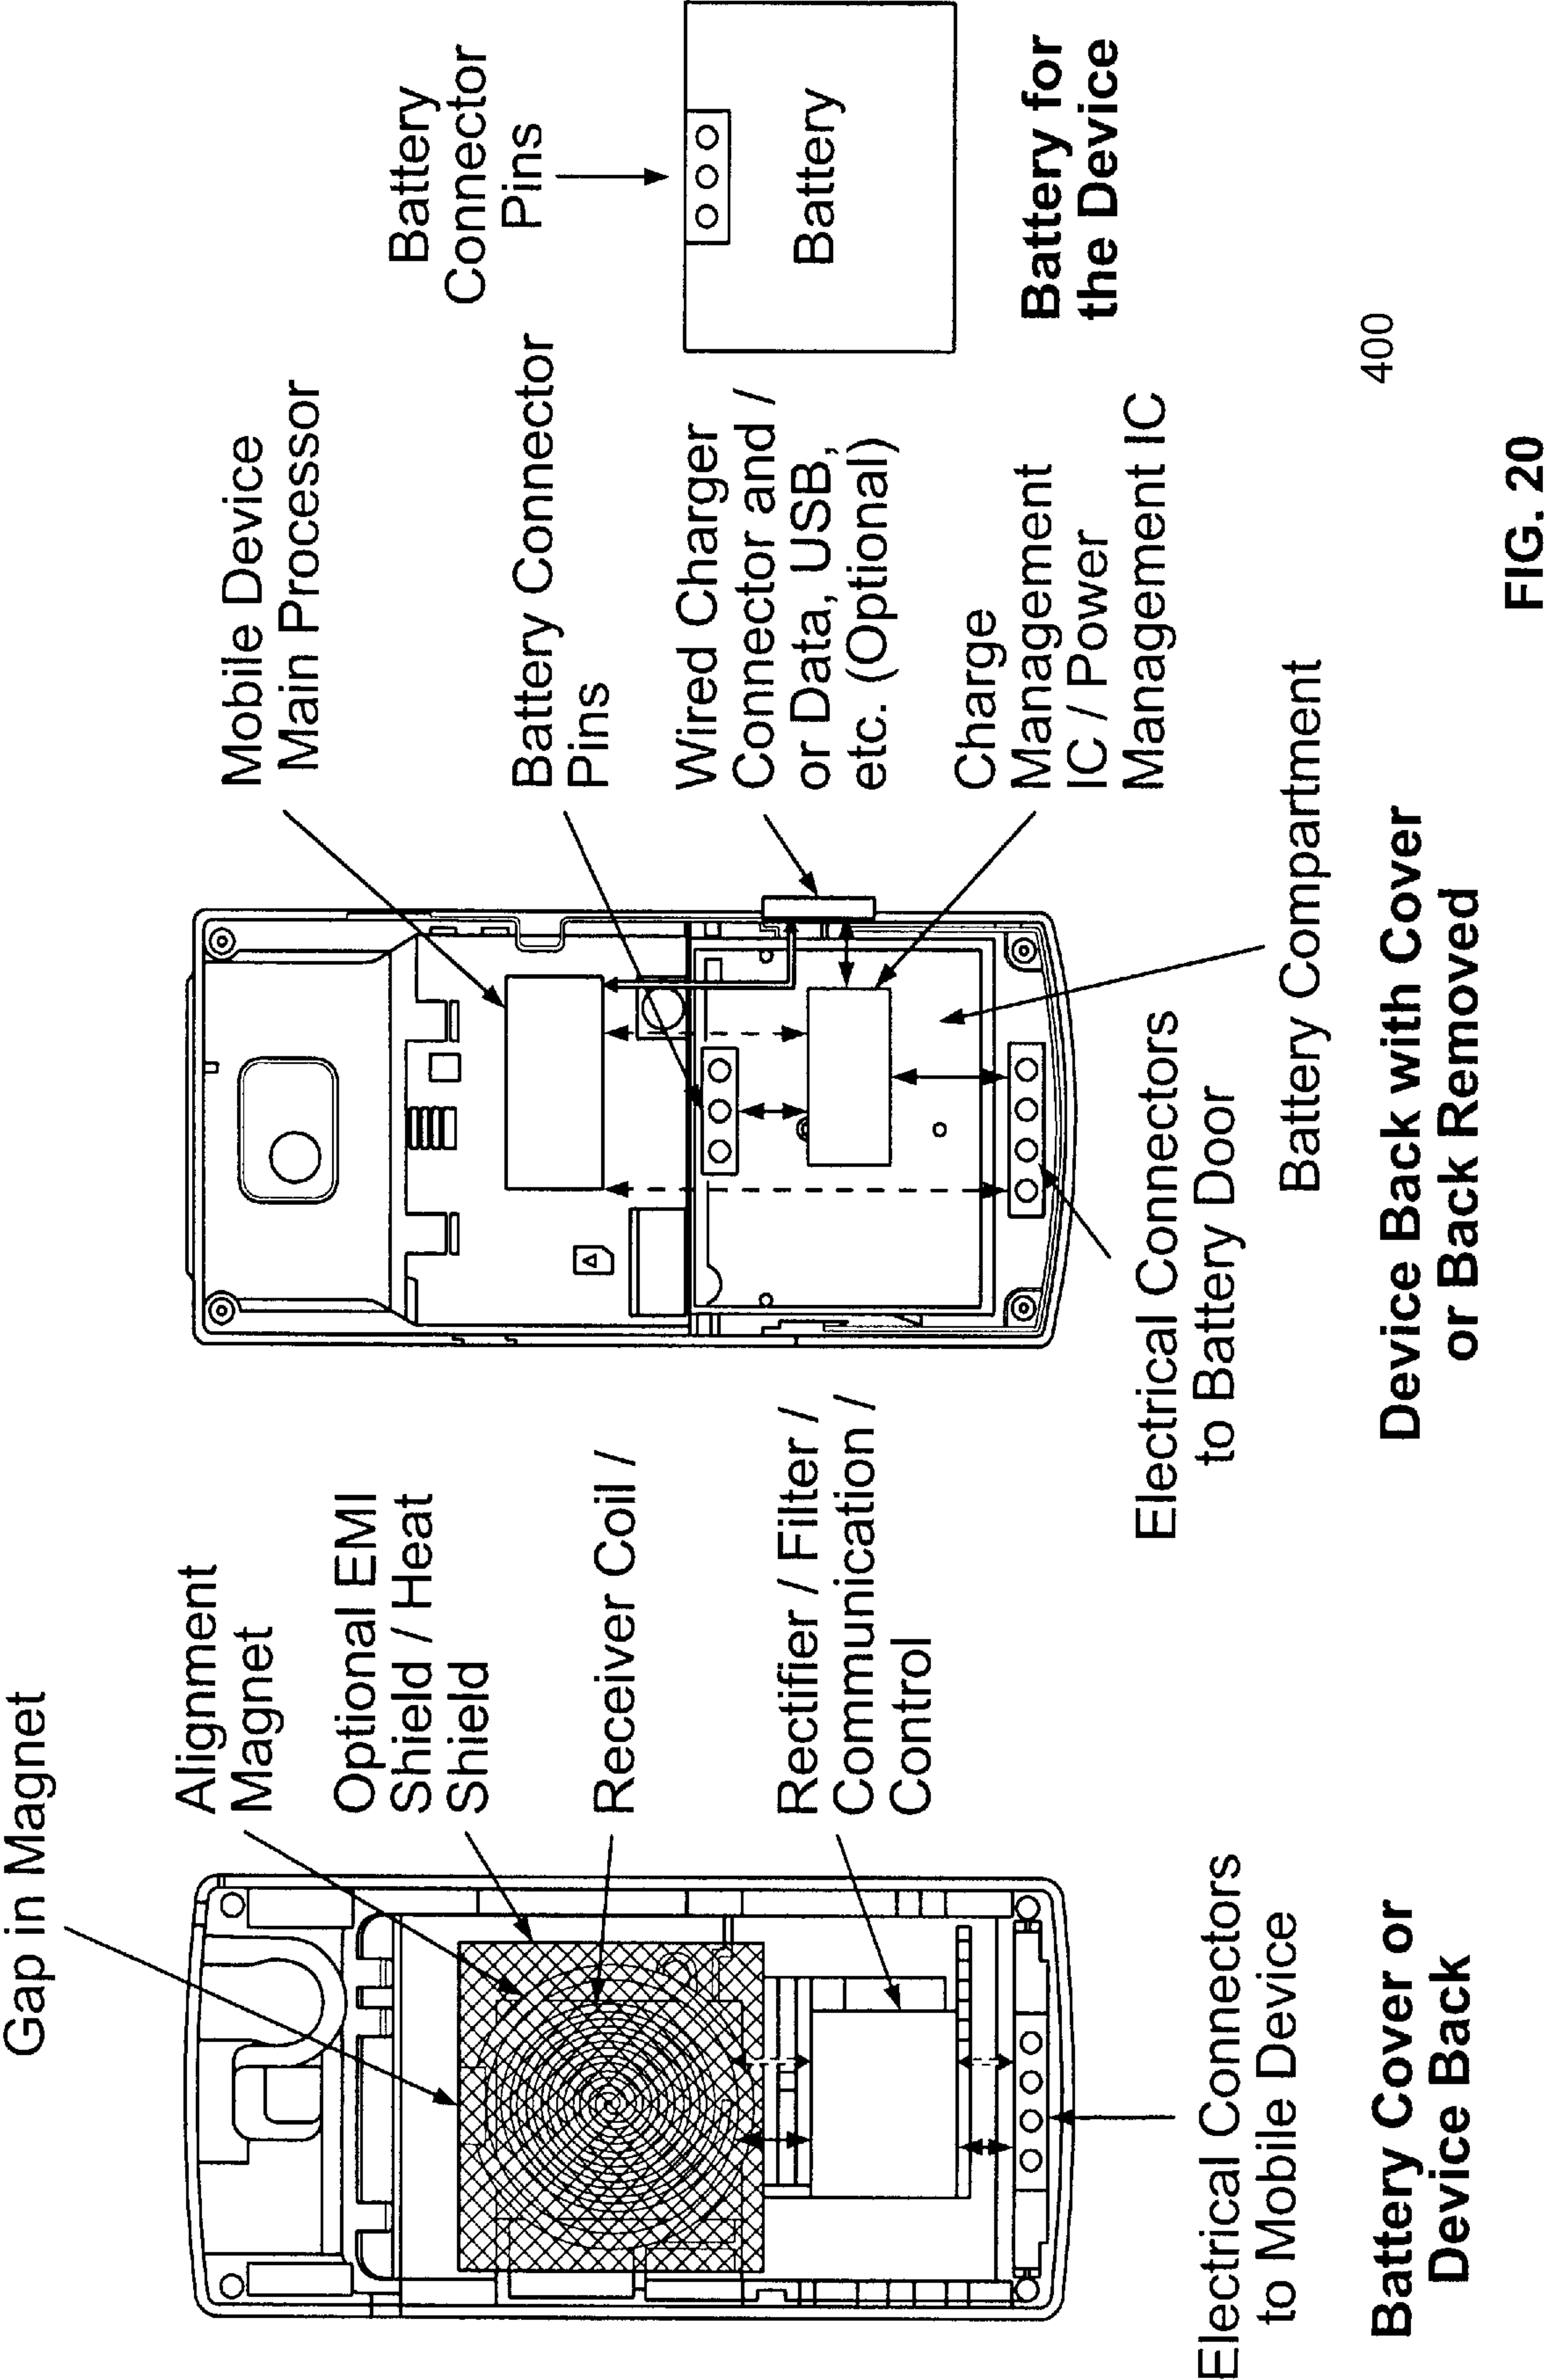 Gap in Magnet
Alignment
Magnet
Optional EMI
Shield / Heat
Shield
Receiver Coil /
Rectifier / Filter /
Communication /
Control
Electrical Connectors
to Mobile Device
Battery Cover or
Device Back
Mobile Device
Main Processor
Battery Connector
Pins
Wired Charger
Connector and /
or Data, USB,
etc. (Optional)
Charge
Management
IC / Power
Management IC
Battery Compartment
Electrical Connectors
to Battery Door
Device Back with Cover
or Back Removed
Battery
Connector
Pins
Battery
Battery for
the Device
400
FIG. 20